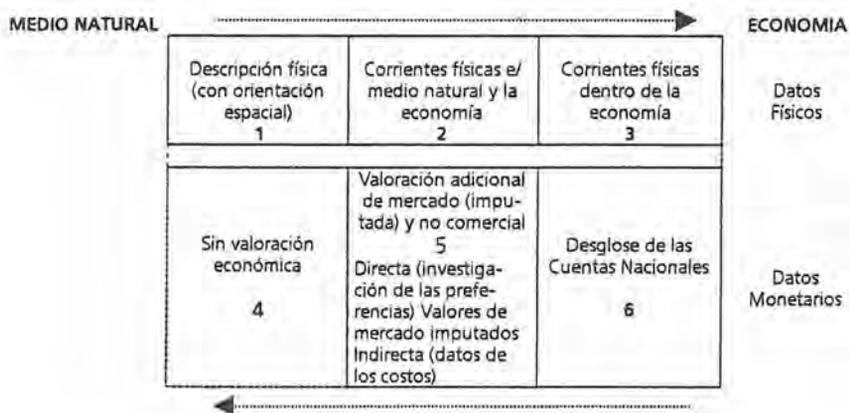 MEDIO NATURAL
ECONOMIA
Descripción física
(con orientación
espacial)
1
Corrientes físicas e/
medio natural y la
economía
2
Corrientes físicas
dentro de la
economía
3
Datos
Físicos
Sin valoración
económica
4
Valoración adicional
de mercado (impu-
tada) y no comercial
5
Directa (investiga-
ción de las prefe-
rencias) Valores de
mercado imputados
Indirecta (datos de
los costos)
Desglose de las
Cuentas Nacionales
6
Datos
Monetarios